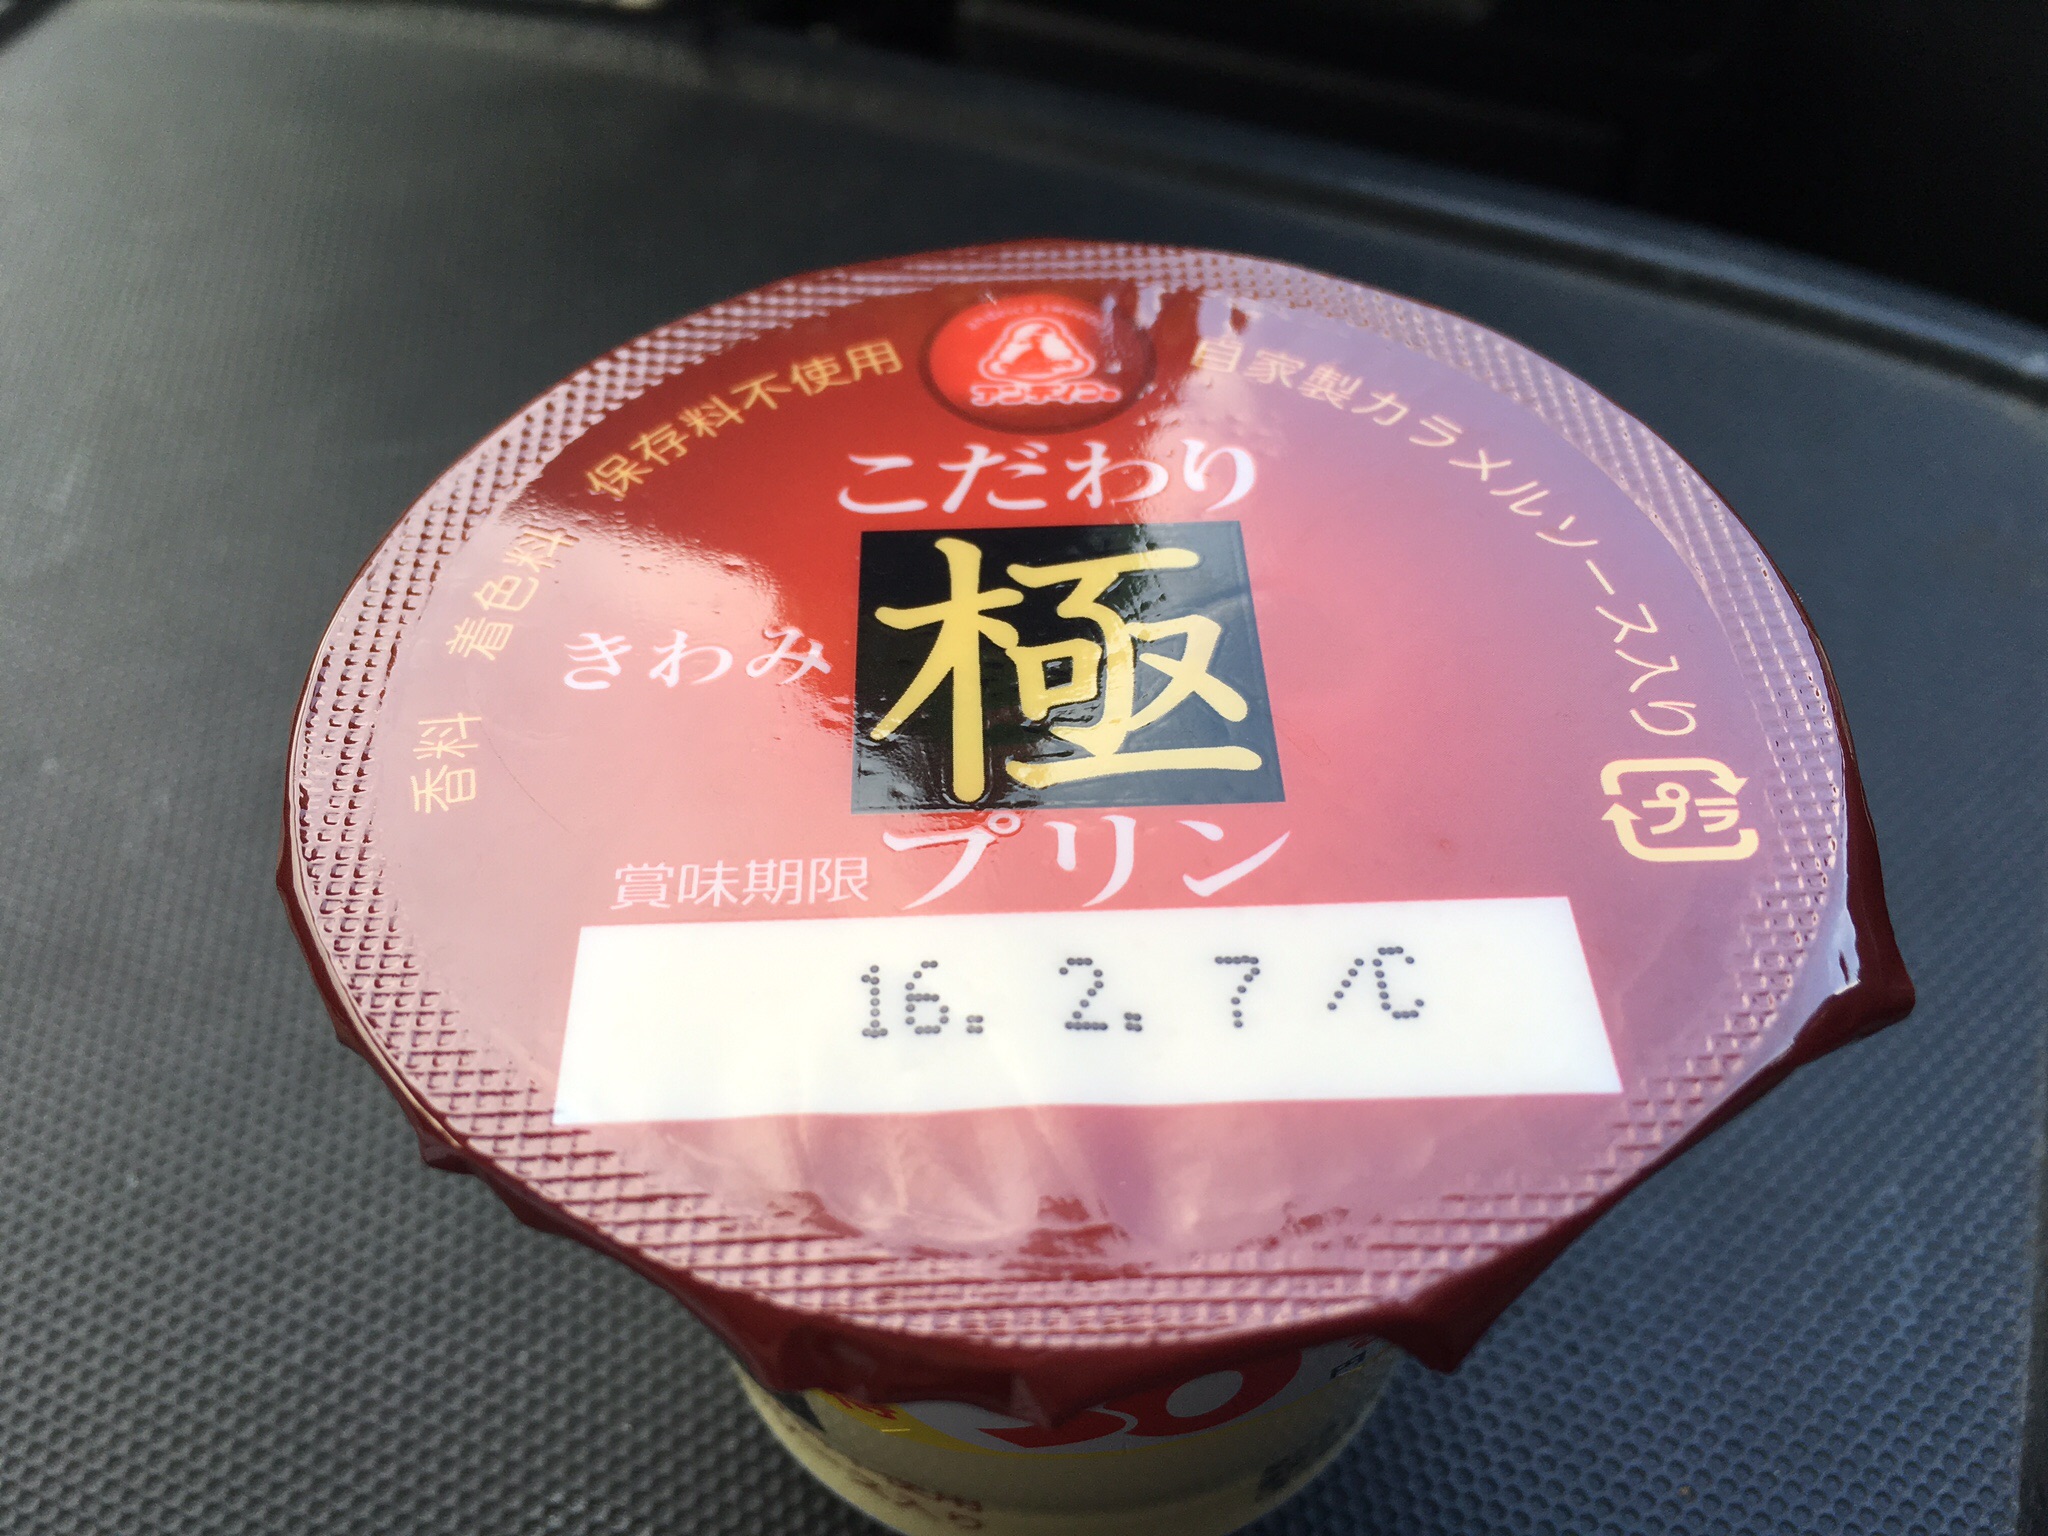 アンデイコ
こだわり
極
きわみ
プリン
香料 着色料 保存料不使用
自家製カラメルソース入り
プラ
賞味期限
16. 2. 7 /C